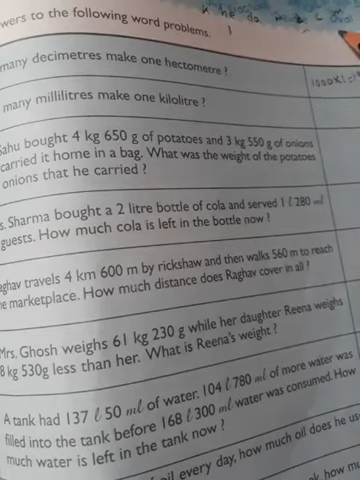 wers to the following word problems.
many decimetres make one hectometre ?
many millilitres make one kilolitre ?
Sahu bought 4 kg 650 g of potatoes and 3 kg 550 g of onions
carried it home in a bag. What was the weight of the potatoes
onions that he carried ?
s. Sharma bought a 2 litre bottle of cola and served 1 ℓ 280 ml
guests. How much cola is left in the bottle now !
ghav travels 4 km 600 m by rickshaw and then walks 560 m to reach
e marketplace. How much distance does Raghav cover in all ?
Mrs. Ghosh weighs 61 kg 230 g while her daughter Reena weighs
8 kg 530g less than her. What is Reena's weight ?
A tank had 137 ℓ 50 ml of water. 104 ℓ 780 ml of more water was
filled into the tank before 168 ℓ 300 ml water was consumed. How
much water is left in the tank now ?
oil every day, how much oil does he us
how mu